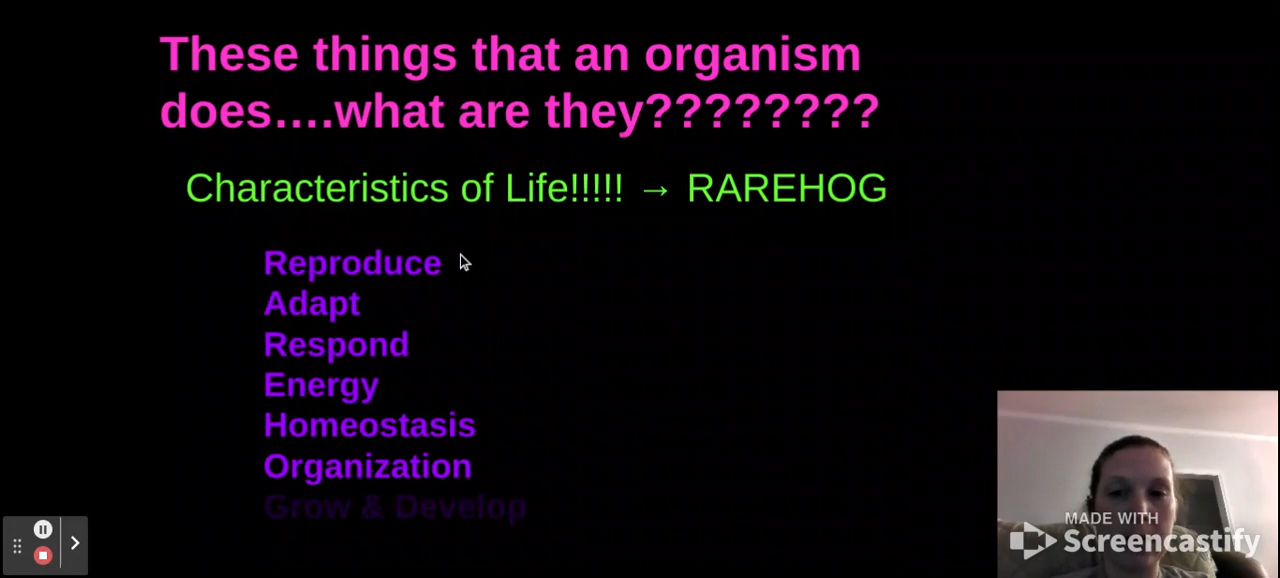 These things that an organism
does....what are they????????
Characteristics of Life!!!!! → RAREHOG
Reproduce
Adapt
Respond
Energy
Homeostasis
Organization
Grow & Develop
MADE WITH
Screencastify